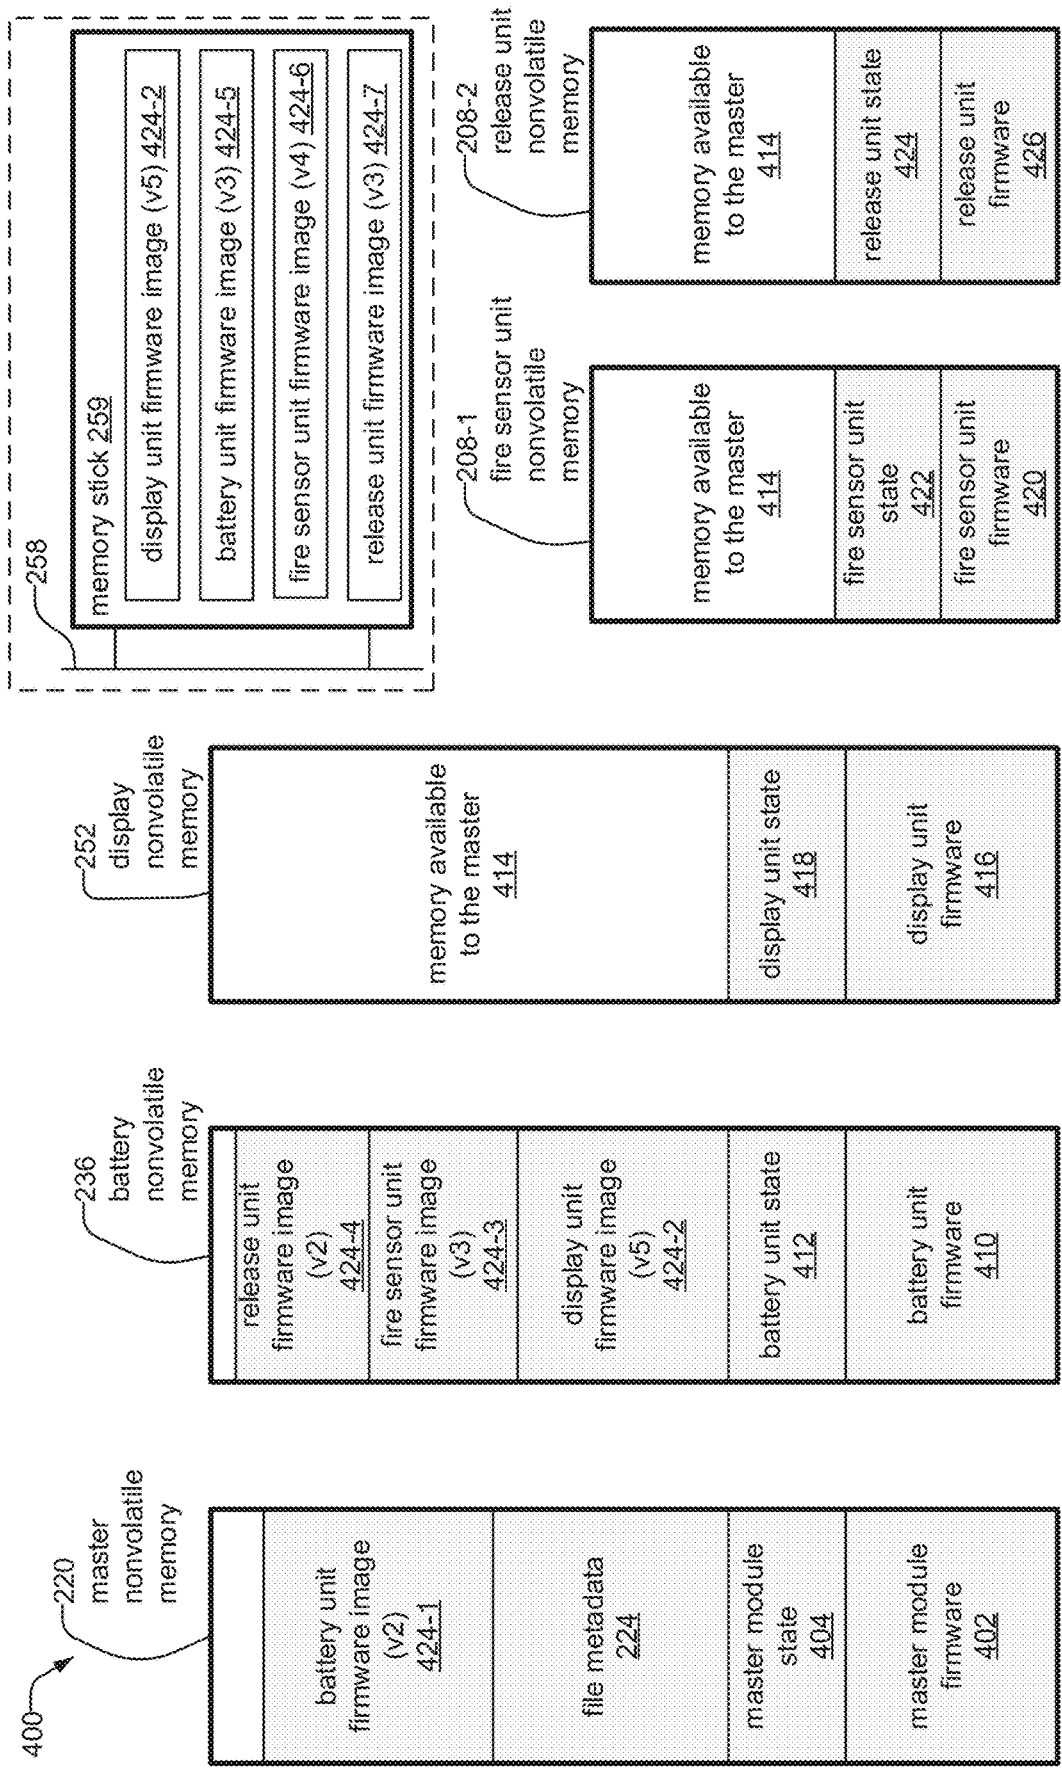 400
220
master
nonvolatile
memory
battery unit
firmware image
(v2)
424-1
file metadata
224
master module
state
404
master module
firmware
402
236
battery
nonvolatile
memory
release unit
firmware image
(v2)
424-4
fire sensor unit
firmware image
(v3)
424-3
display unit
firmware image
(v5)
424-2
battery unit state
412
battery unit
firmware
410
252
display
nonvolatile
memory
memory available
to the master
414
display unit state
418
display unit
firmware
416
258
memory stick 259
display unit firmware image (v5) 424-2
battery unit firmware image (v3) 424-5
fire sensor unit firmware image (v4) 424-6
release unit firmware image (v3) 424-7
208-1
fire sensor unit
nonvolatile
memory
memory available
to the master
414
fire sensor unit
state
422
fire sensor unit
firmware
420
208-2
release unit
nonvolatile
memory
memory available
to the master
414
release unit state
424
release unit
firmware
426